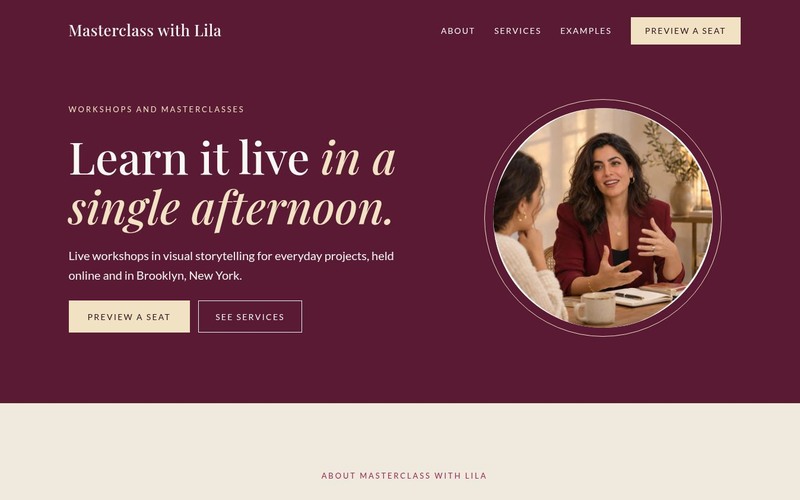 Masterclass with Lila
ABOUT
SERVICES
EXAMPLES
PREVIEW A SEAT
WORKSHOPS AND MASTERCLASSES
Learn it live in a
single afternoon.
Live workshops in visual storytelling for everyday projects, held
online and in Brooklyn, New York.
PREVIEW A SEAT
SEE SERVICES
ABOUT MASTERCLASS WITH LILA